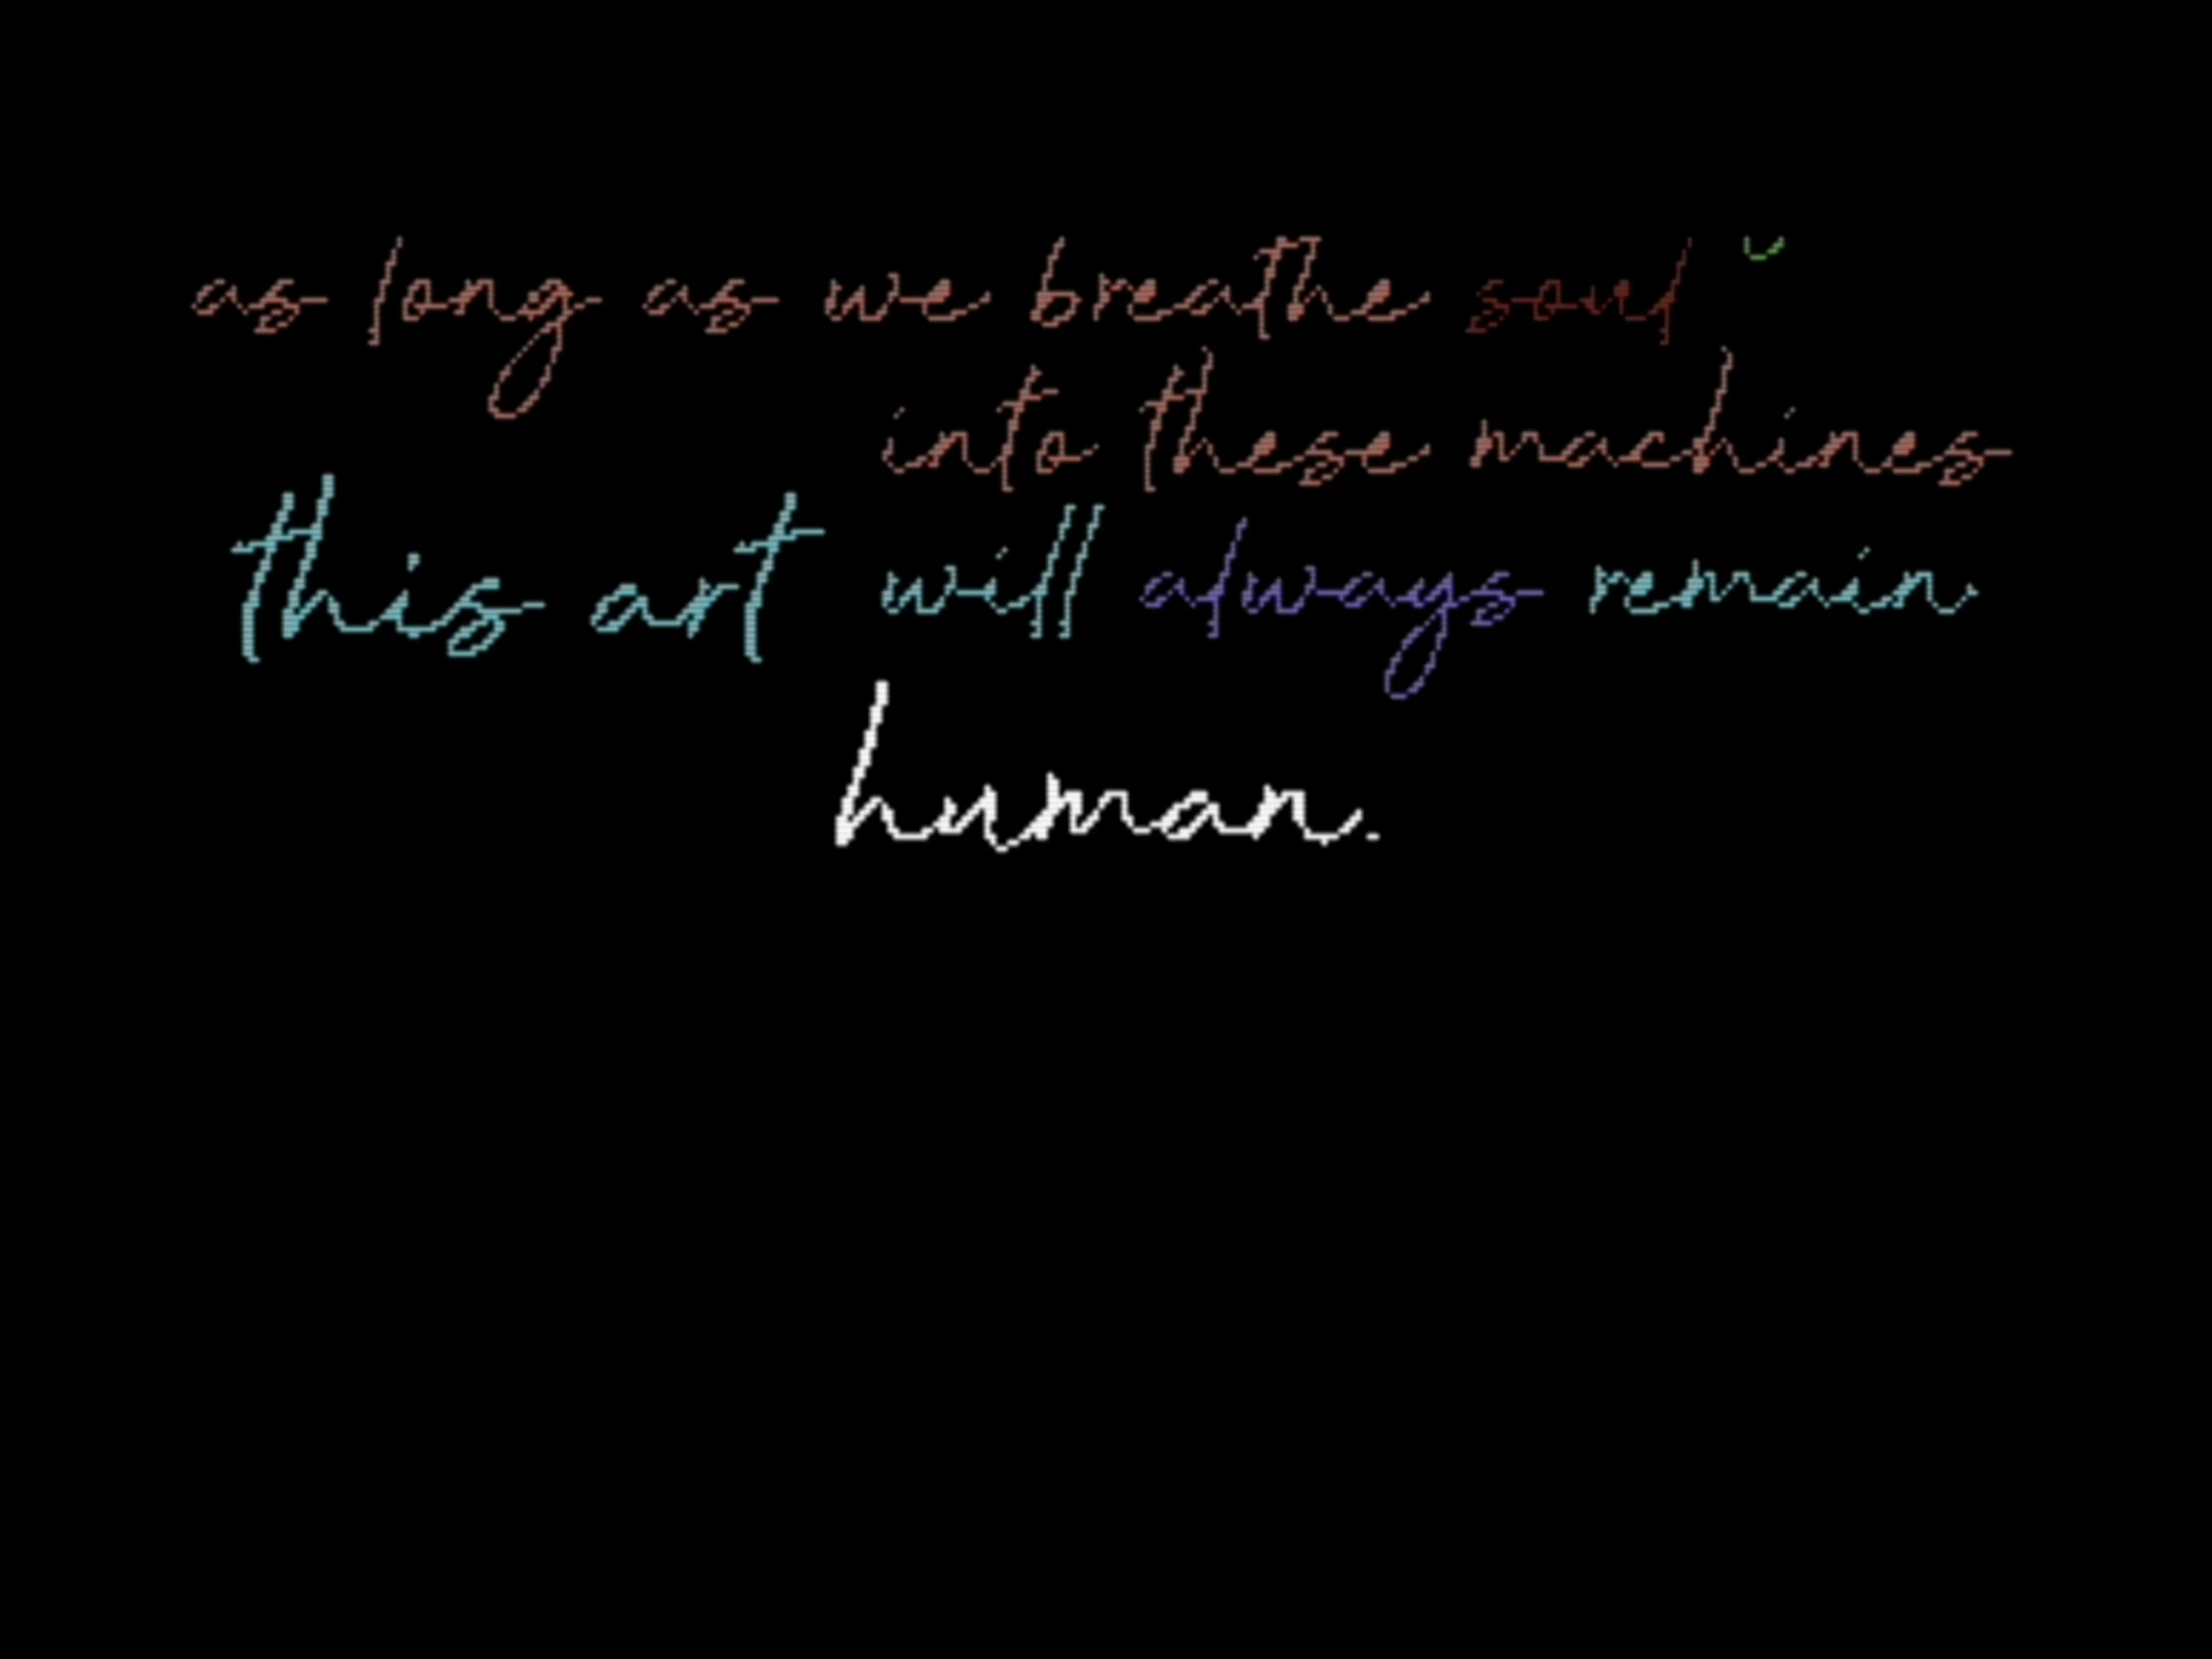 as long as we breathe soul
into these machines
this art will always remain
human.